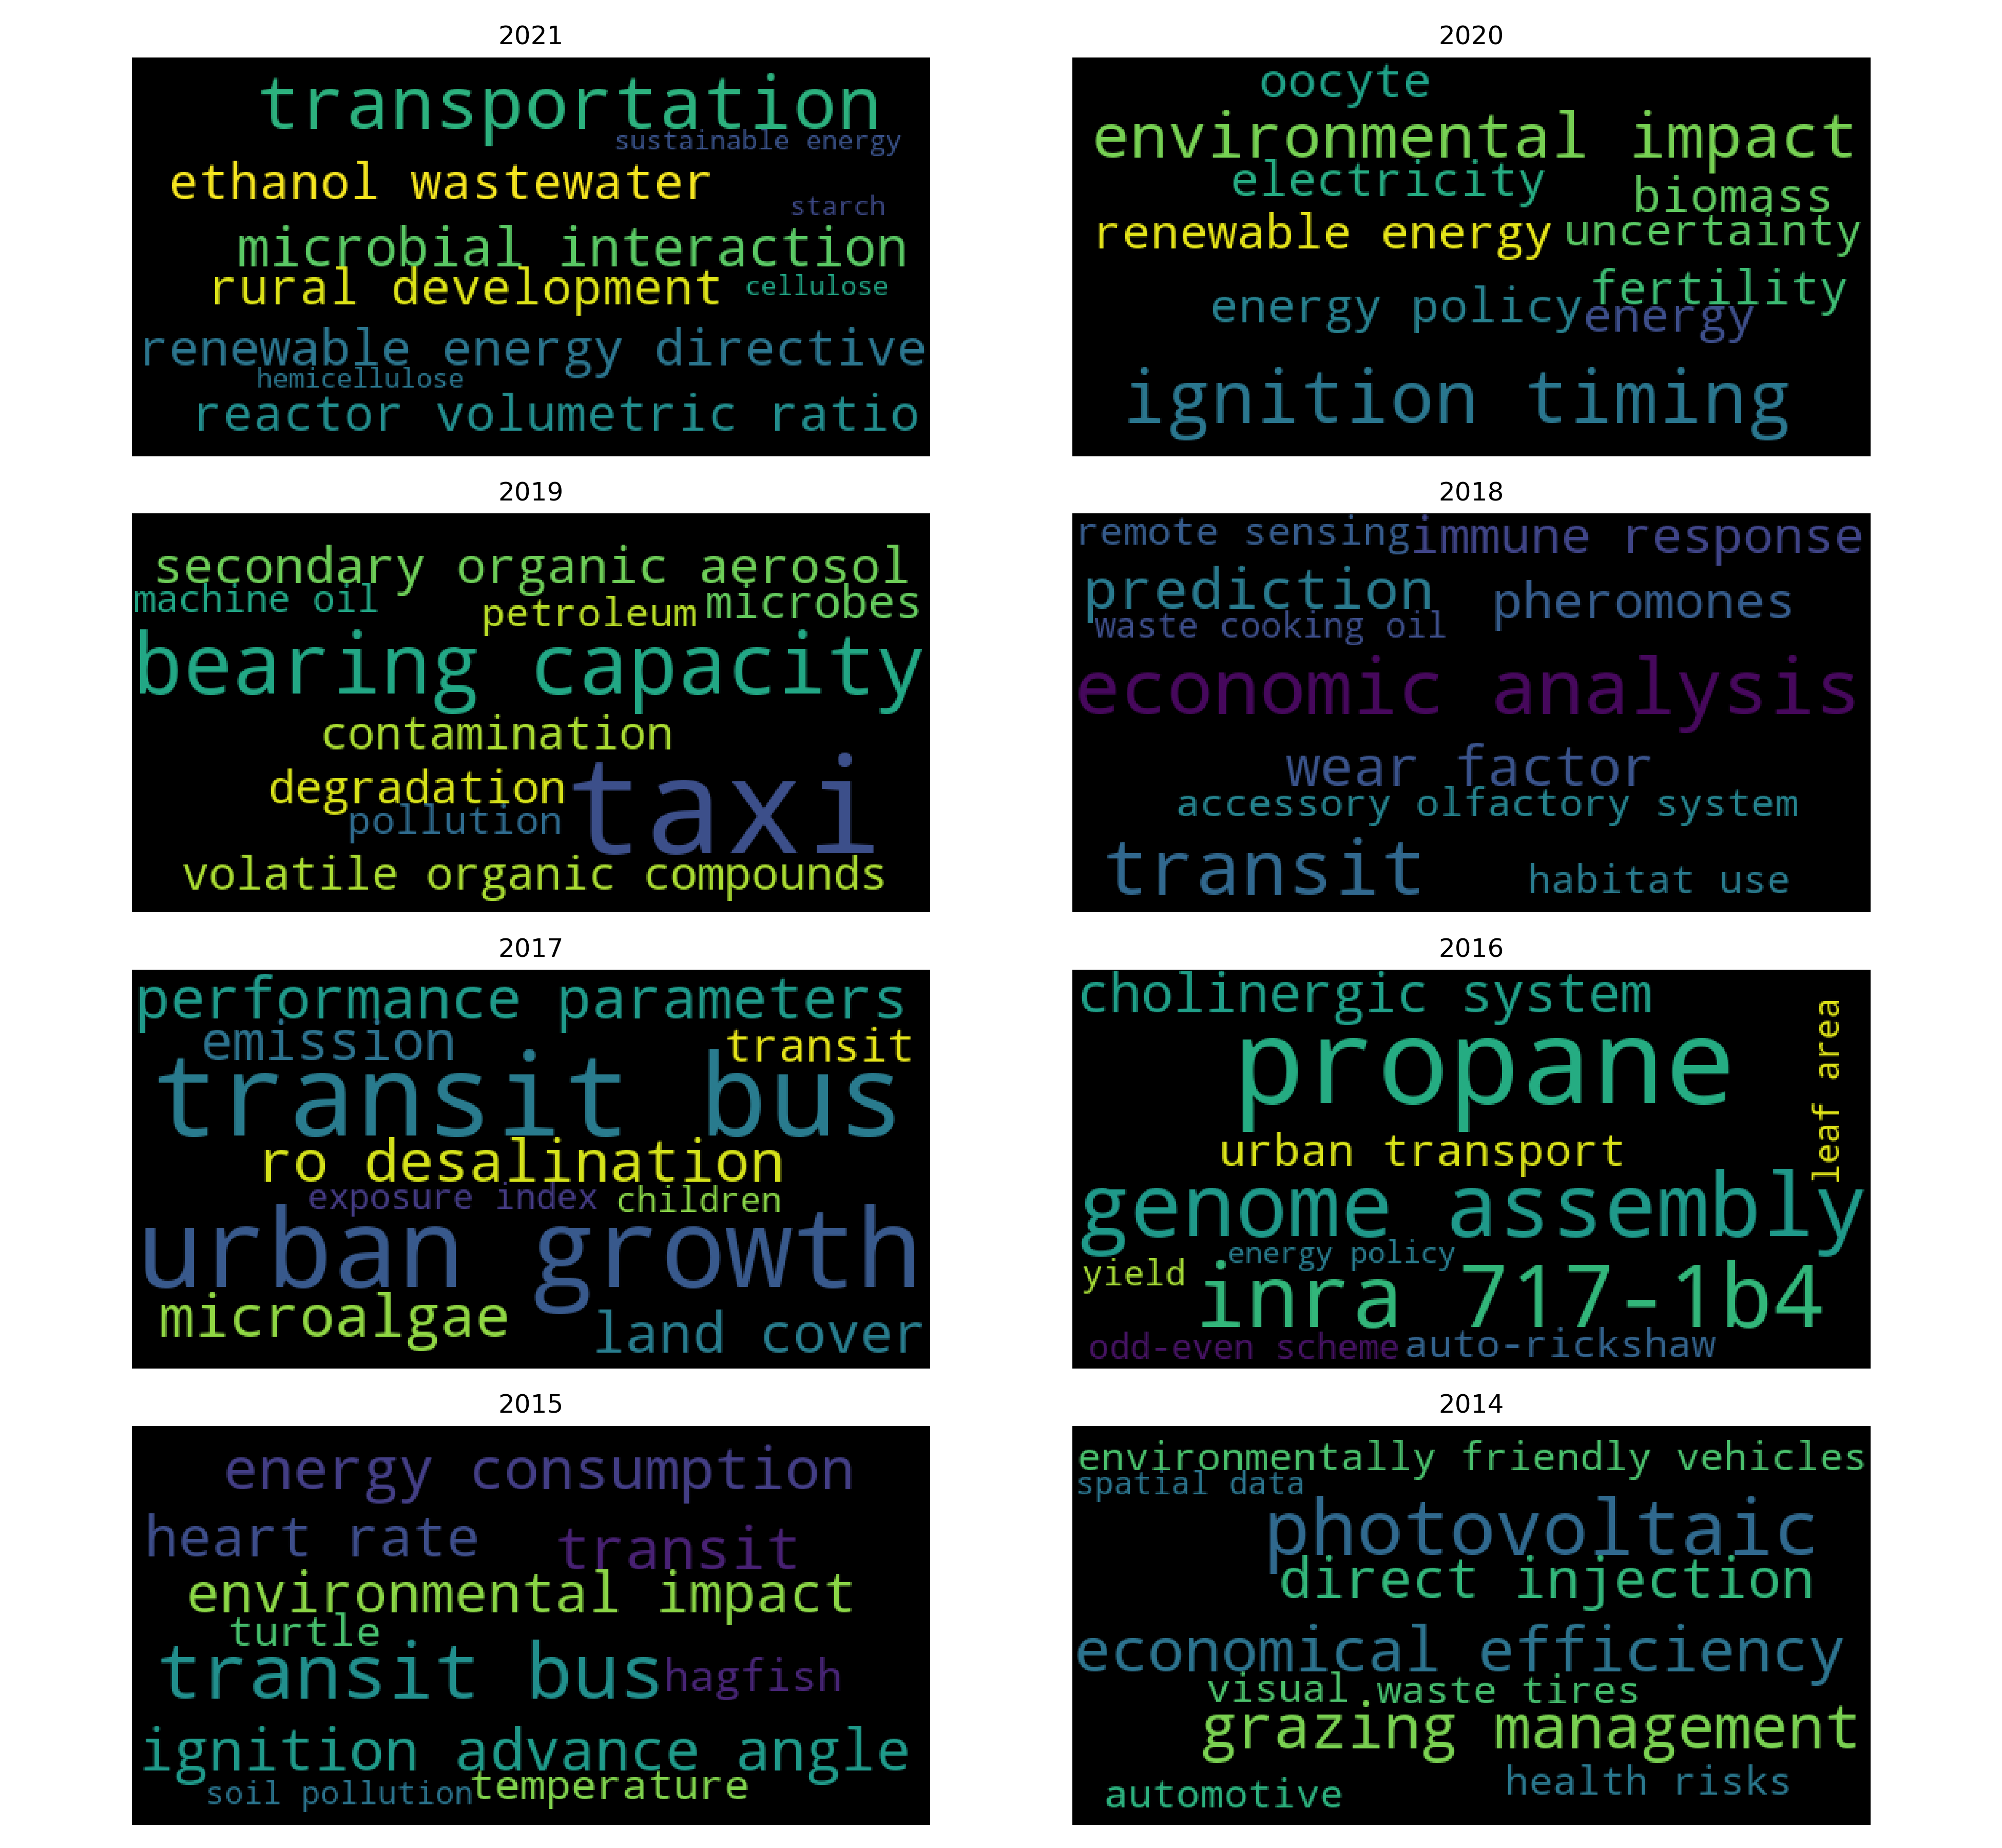 2021
transportation
sustainable energy
ethanol wastewater
starch
microbial interaction
rural development
cellulose
renewable energy directive
hemicellulose
reactor volumetric ratio
2020
oocyte
environmental impact
electricity
biomass
renewable energy
uncertainty
fertility
energy policy
energy
ignition timing
2019
secondary organic aerosol
machine oil
petroleum
microbes
bearing capacity
contamination
degradation
taxi
pollution
volatile organic compounds
2018
remote sensing
immune response
prediction
pheromones
waste cooking oil
economic analysis
wear factor
accessory olfactory system
transit
habitat use
2017
performance parameters
emission
transit
transit bus
ro desalination
exposure index
children
urban growth
microalgae
land cover
2016
cholinergic system
propane
leaf area
urban transport
genome assembly
energy policy
yield
inra 717-1b4
odd-even scheme
auto-rickshaw
2015
energy consumption
heart rate
transit
environmental impact
turtle
transit bus
hagfish
ignition advance angle
soil pollution
temperature
2014
environmentally friendly vehicles
spatial data
photovoltaic
direct injection
economical efficiency
visual
waste tires
grazing management
health risks
automotive